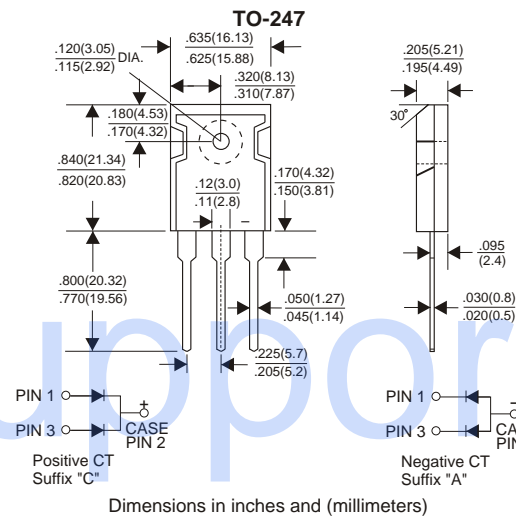 TO-247
.120(3.05)
.115(2.92)
DIA.
.635(16.13)
.625(15.88)
.320(8.13)
.310(7.87)
.205(5.21)
.195(4.49)
30°
.180(4.53)
.170(4.32)
.840(21.34)
.820(20.83)
.12(3.0)
.11(2.8)
.170(4.32)
.150(3.81)
.095
(2.4)
.800(20.32)
.770(19.56)
.050(1.27)
.045(1.14)
.030(0.8)
.020(0.5)
.225(5.7)
.205(5.2)
PIN 1
PIN 3
+
CASE
PIN 2
Positive CT
Suffix "C"
PIN 1
PIN 3
CA
PIN
Negative CT
Suffix "A"
uppor
Dimensions in inches and (millimeters)